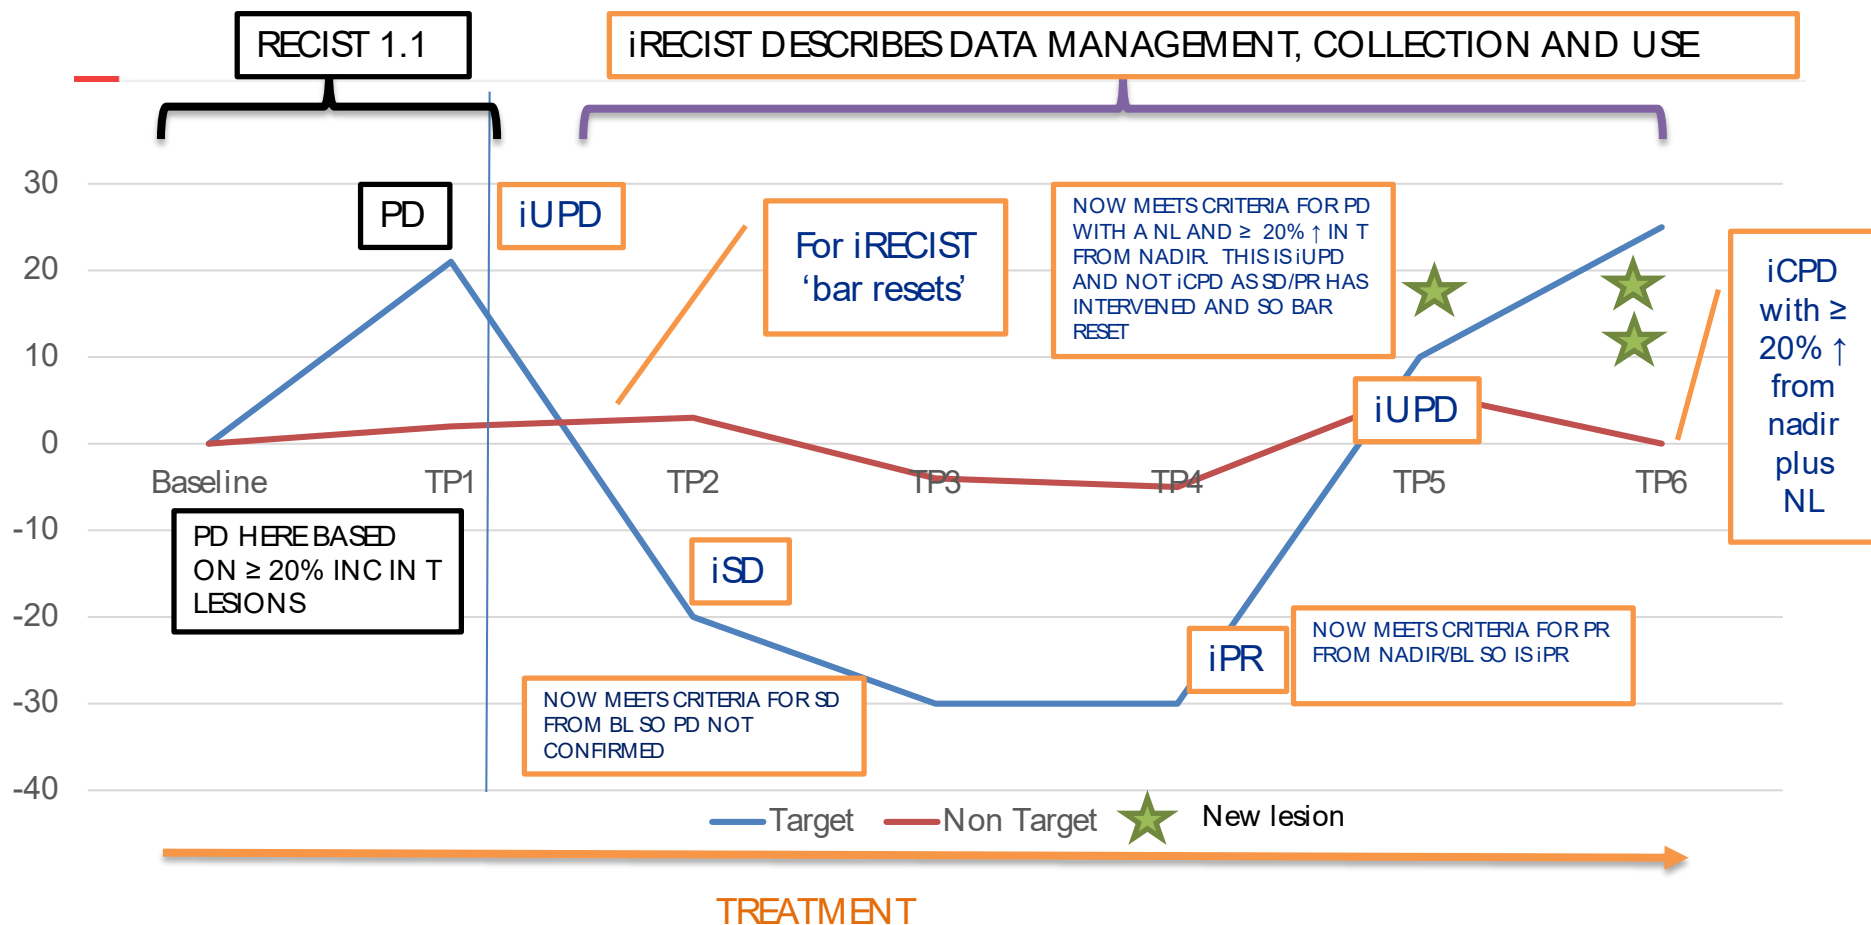 RECIST 1.1
iRECIST DESCRIBES DATA MANAGEMENT, COLLECTION AND USE
30
20
10
0
-10
-20
-30
-40
PD
iUPD
For iRECIST
‘bar resets’
NOW MEETS CRITERIA FOR PD
WITH A NL AND ≥ 20% ↑ IN T
FROM NADIR. THIS IS iUPD
AND NOT iCPD AS SD/PR HAS
INTERVENED AND SO BAR
RESET
iCPD
with ≥
20% ↑
from
nadir
plus
NL
iUPD
Baseline
TP1
TP2
TP3
TP4
TP5
TP6
PD HERE BASED
ON ≥ 20% INC IN T
LESIONS
iSD
NOW MEETS CRITERIA FOR SD
FROM BL SO PD NOT
CONFIRMED
iPR
NOW MEETS CRITERIA FOR PR
FROM NADIR/BL SO IS iPR
Target
Non Target
New lesion
TREATMENT